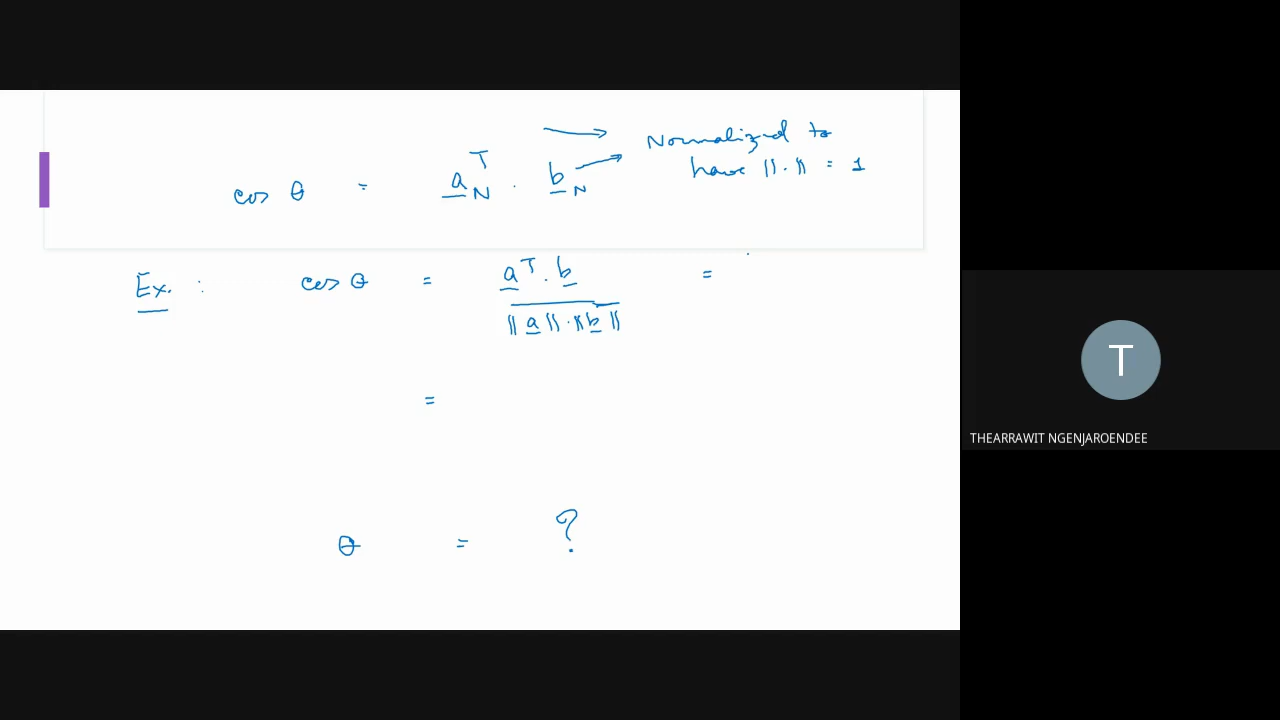 cos θ = a_N^T . b_N → → Normalized to
have ||.|| = 1
Ex. : cos θ = a^T . b / ||a|| . ||b|| =
=
θ = ?
T
THEARRAWIT NGENJAROENDEE